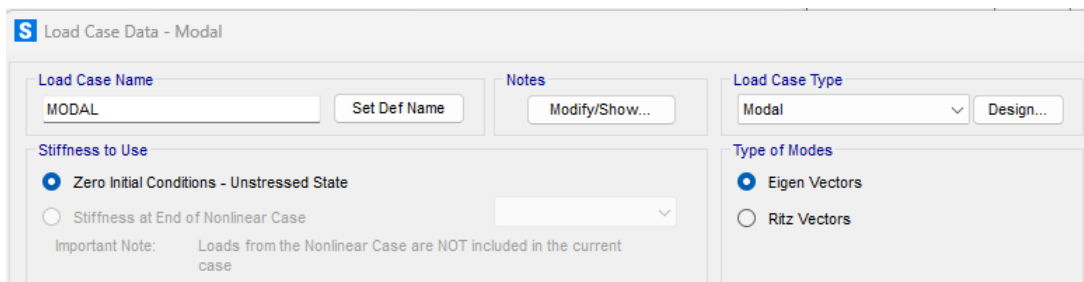 S Load Case Data - Modal
Load Case Name
MODAL
Set Def Name
Notes
Modify/Show...
Load Case Type
Modal
Design...
Stiffness to Use
Zero Initial Conditions - Unstressed State
Stiffness at End of Nonlinear Case
Important Note: Loads from the Nonlinear Case are NOT included in the current
case
Type of Modes
Eigen Vectors
Ritz Vectors